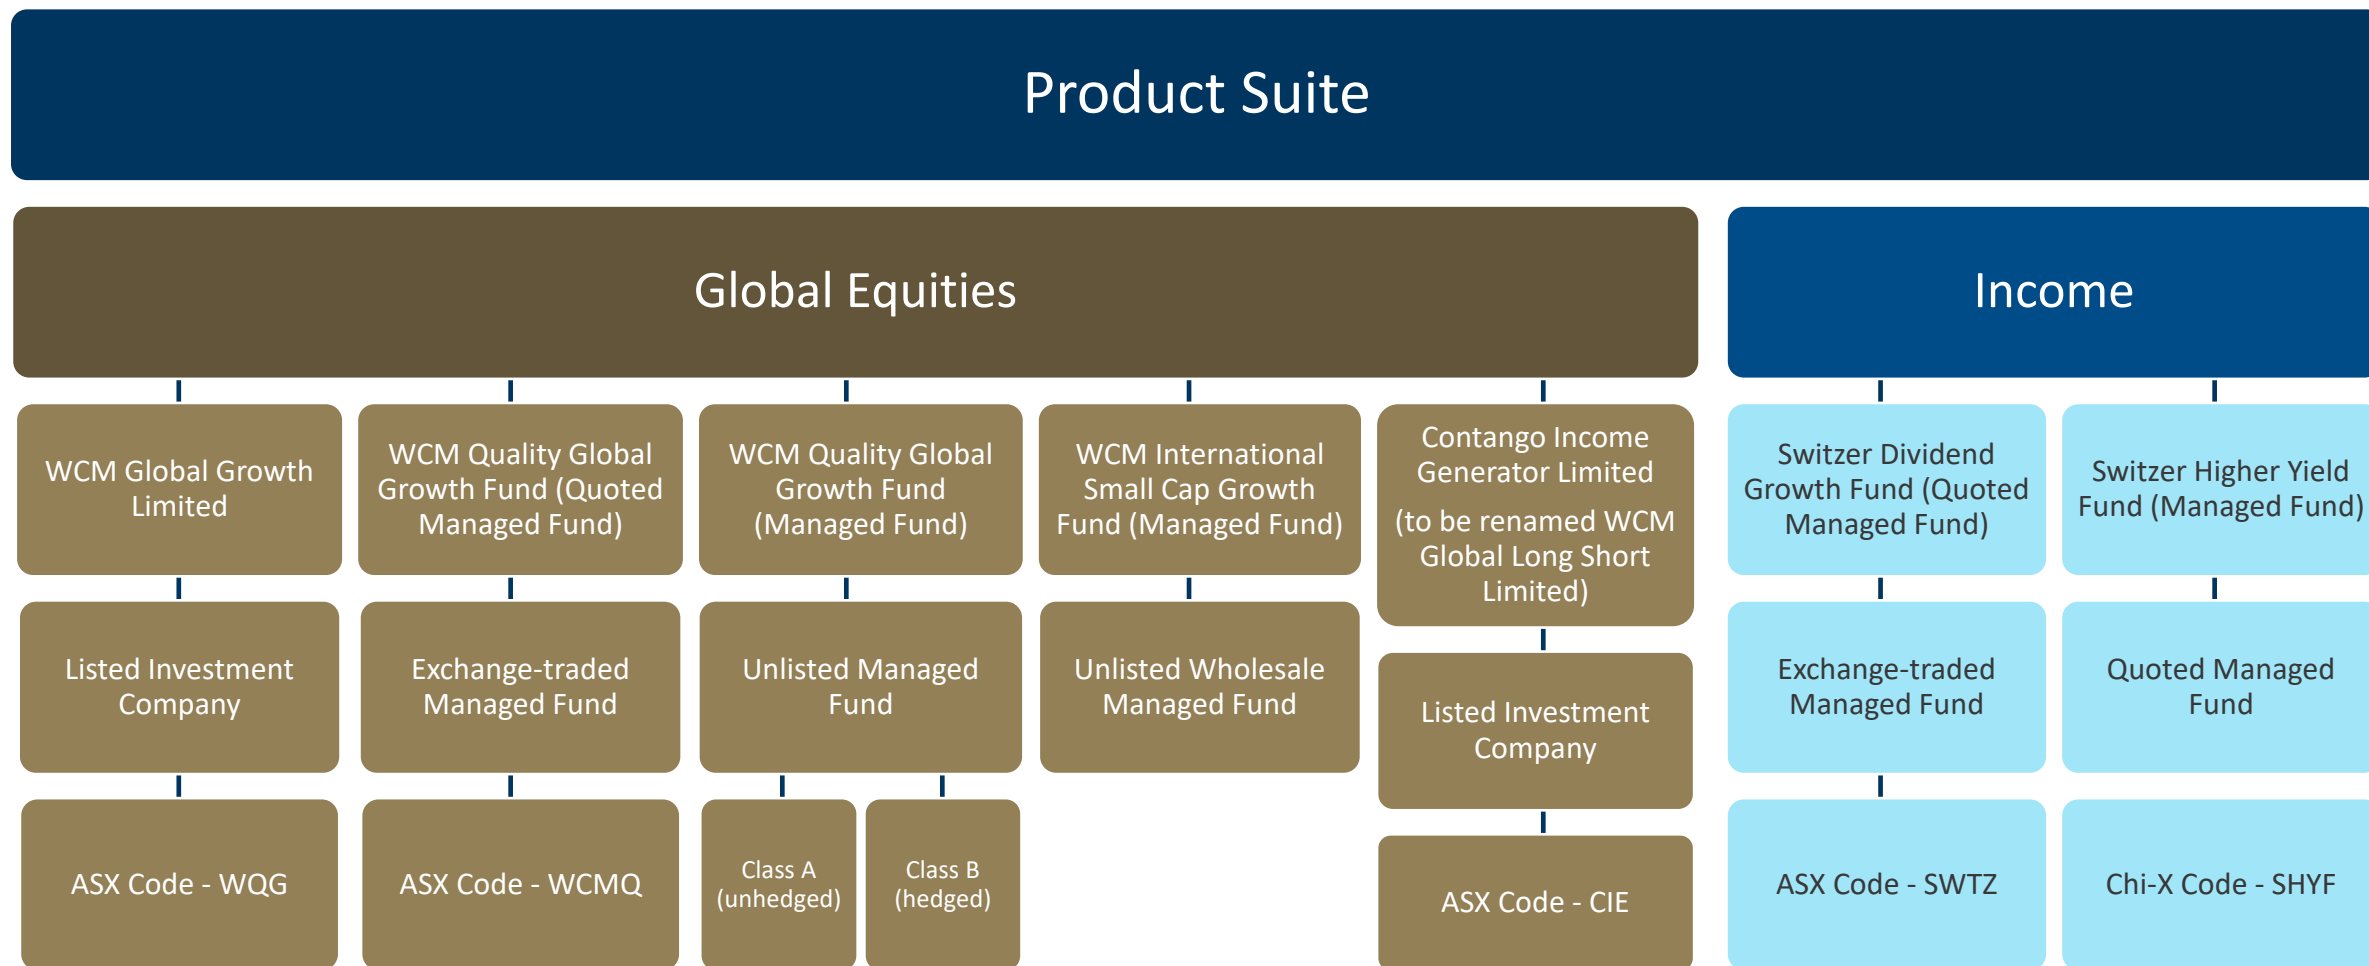 Product Suite
Global Equities
Income
WCM Global Growth
Limited
WCM Quality Global
Growth Fund (Quoted
Managed Fund)
WCM Quality Global
Growth Fund
(Managed Fund)
WCM International
Small Cap Growth
Fund (Managed Fund)
Contango Income
Generator Limited
(to be renamed WCM
Global Long Short
Limited)
Switzer Dividend
Growth Fund (Quoted
Managed Fund)
Switzer Higher Yield
Fund (Managed Fund)
Listed Investment
Company
Exchange-traded
Managed Fund
Unlisted Managed
Fund
Unlisted Wholesale
Managed Fund
Listed Investment
Company
Exchange-traded
Managed Fund
Quoted Managed
Fund
ASX Code - WQG
ASX Code - WCMQ
Class A
(unhedged)
Class B
(hedged)
ASX Code - CIE
ASX Code - SWTZ
Chi-X Code - SHYF